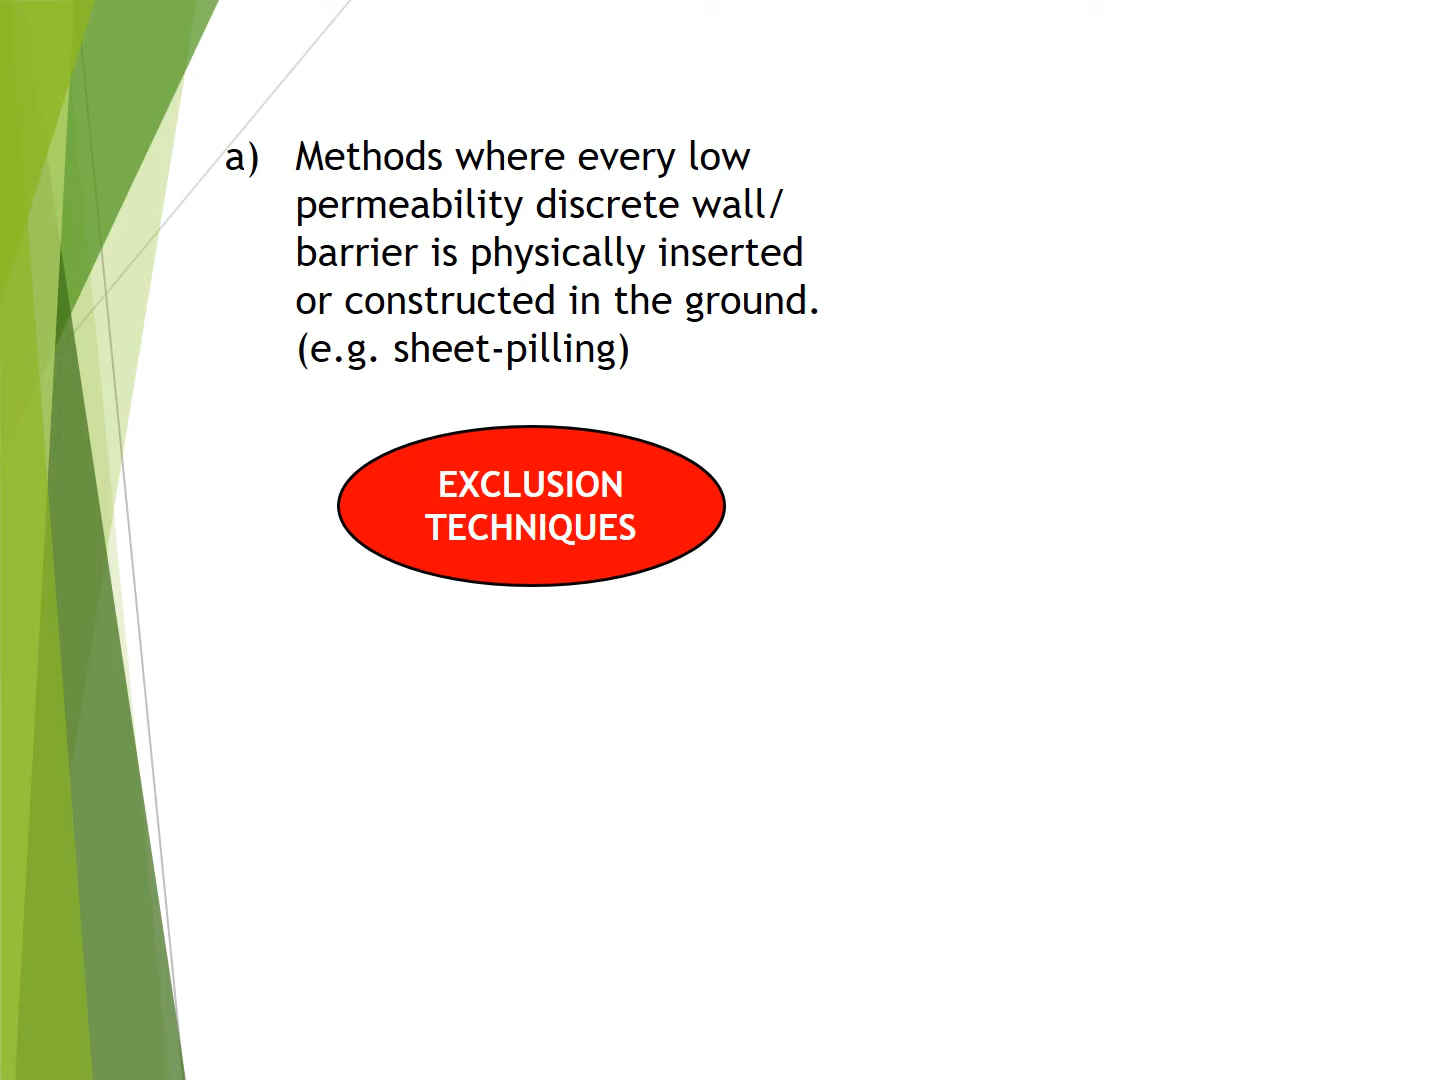 a) Methods where every low
permeability discrete wall/
barrier is physically inserted
or constructed in the ground.
(e.g. sheet-pilling)
EXCLUSION
TECHNIQUES